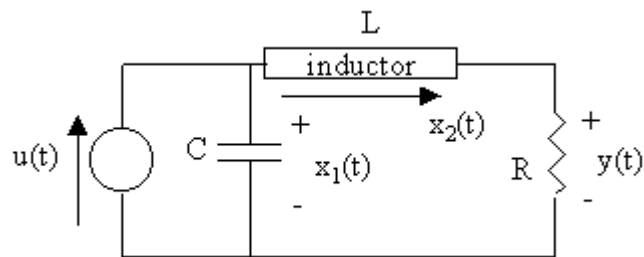 L
inductor
+
x₂(t)
+
u(t)
C
x₁(t)
R
y(t)
-
-